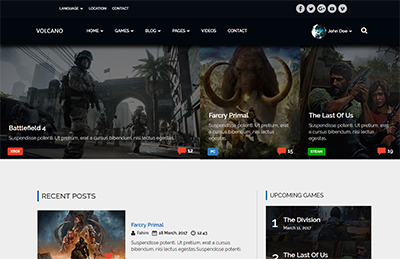 LANGUAGE LOCATION CONTACT
VOLCANO HOME GAMES BLOG PAGES VIDEOS CONTACT John Doe
Battlefield 4
Suspendisse potenti. Ut pretium, erat a cursus bibendum, nisi lectus egestas.
XBOX 12
Farcry Primal
Suspendisse potenti. Ut pretium, erat a cursus bibendum, nisi lectus egestas.
PC 15
The Last Of Us
Suspendisse potenti. Ut pretium, erat a cursus bibendum, nisi lectus egestas.
STEAM 19
RECENT POSTS
12
Farcry Primal
Fahim 18 March, 2017 12:43
Suspendisse potenti. Ut pretium, erat a cursus bibendum, nisi lectus egestas.Suspendisse potenti.
UPCOMING GAMES
1 The Division
March 11, 2017
2 The Last Of Us